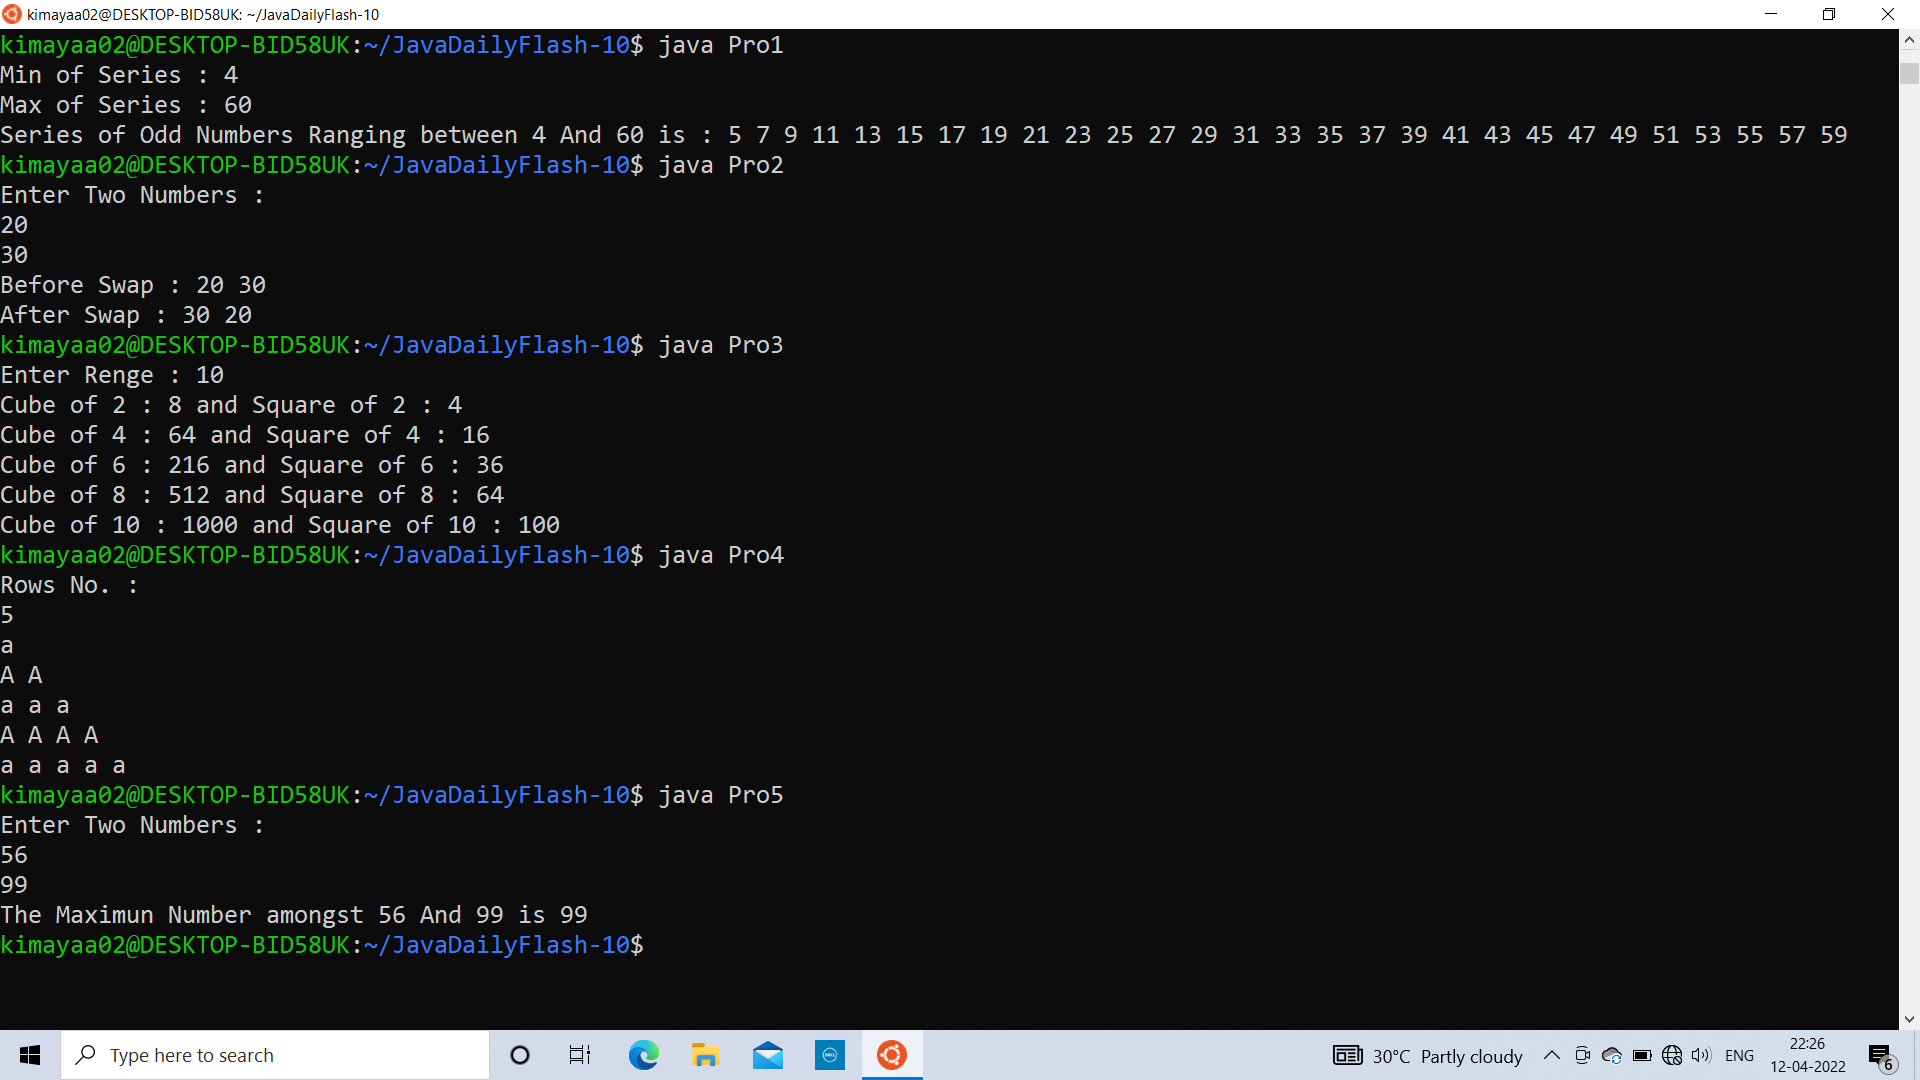 kimayaa02@DESKTOP-BID58UK: ~/JavaDailyFlash-10
kimayaa02@DESKTOP-BID58UK:~/JavaDailyFlash-10$ java Pro1
Min of Series : 4
Max of Series : 60
Series of Odd Numbers Ranging between 4 And 60 is : 5 7 9 11 13 15 17 19 21 23 25 27 29 31 33 35 37 39 41 43 45 47 49 51 53 55 57 59
kimayaa02@DESKTOP-BID58UK:~/JavaDailyFlash-10$ java Pro2
Enter Two Numbers :
20
30
Before Swap : 20 30
After Swap : 30 20
kimayaa02@DESKTOP-BID58UK:~/JavaDailyFlash-10$ java Pro3
Enter Renge : 10
Cube of 2 : 8 and Square of 2 : 4
Cube of 4 : 64 and Square of 4 : 16
Cube of 6 : 216 and Square of 6 : 36
Cube of 8 : 512 and Square of 8 : 64
Cube of 10 : 1000 and Square of 10 : 100
kimayaa02@DESKTOP-BID58UK:~/JavaDailyFlash-10$ java Pro4
Rows No. :
5
a
A A
a a a
A A A A
a a a a a
kimayaa02@DESKTOP-BID58UK:~/JavaDailyFlash-10$ java Pro5
Enter Two Numbers :
56
99
The Maximun Number amongst 56 And 99 is 99
kimayaa02@DESKTOP-BID58UK:~/JavaDailyFlash-10$
Type here to search
DELL
30°C Partly cloudy
ENG
22:26
12-04-2022
6